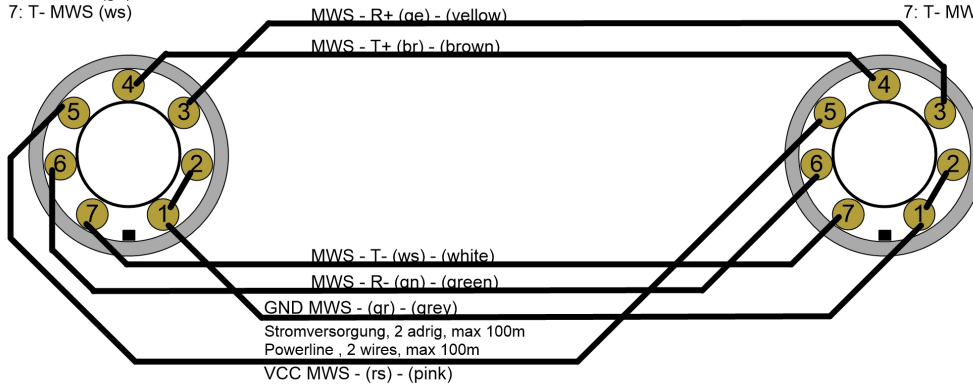 7: T- MWS (ws)
7: T- MW
MWS - R+ (ge) - (yellow)
MWS - T+ (br) - (brown)
4
5
3
6
2
7
1
4
5
3
6
2
7
1
MWS - T- (ws) - (white)
MWS - R- (gn) - (green)
GND MWS - (gr) - (grey)
Stromversorgung, 2 adrig, max 100m
Powerline , 2 wires, max 100m
VCC MWS - (rs) - (pink)